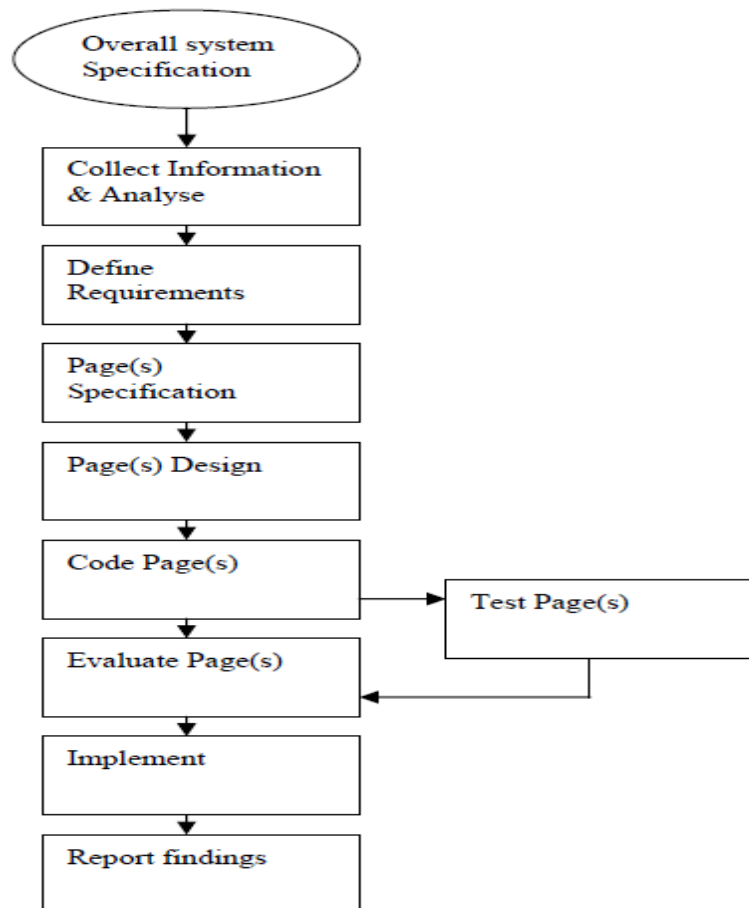 Overall system
Specification
Collect Information
& Analyse
Define
Requirements
Page(s)
Specification
Page(s) Design
Code Page(s)
Test Page(s)
Evaluate Page(s)
Implement
Report findings